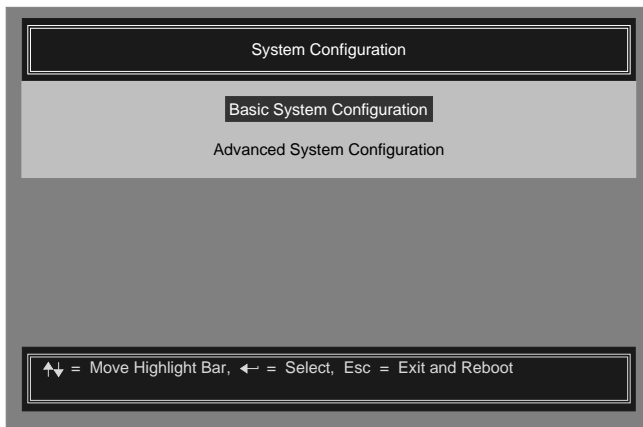 System Configuration
Basic System Configuration
Advanced System Configuration
↑↓ = Move Highlight Bar, ← = Select, Esc = Exit and Reboot